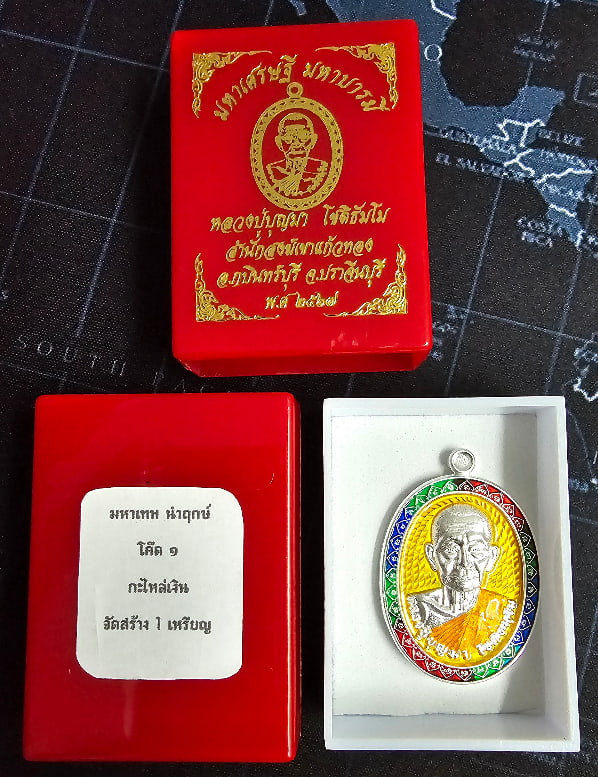 มหาเศรษฐี มหาบารมี
หลวงปู่บุญมา โชติธัมโม
สำนักสงฆ์เขาแก้วทอง
อ.กบินทร์บุรี จ.ปราจีนบุรี
พ.ศ ๒๕๖๗
มหาเทพ นำฤกษ์
โค๊ด ๑
กะไหล่เงิน
จัดสร้าง 1 เหรียญ
BELIZE
EL SALVADOR
COSTA RICA
SOUTH